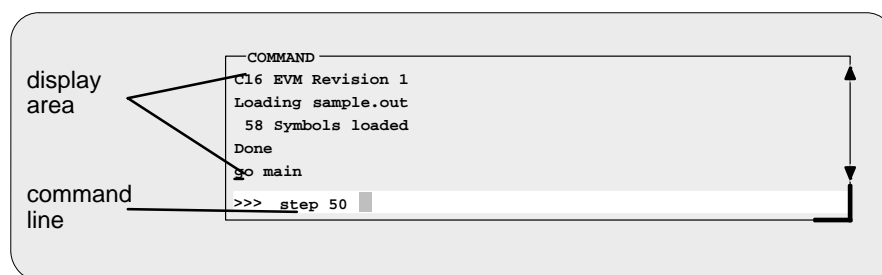 COMMAND
C16 EVM Revision 1
Loading sample.out
58 Symbols loaded
Done
go main
>>> step 50
display
area
command
line